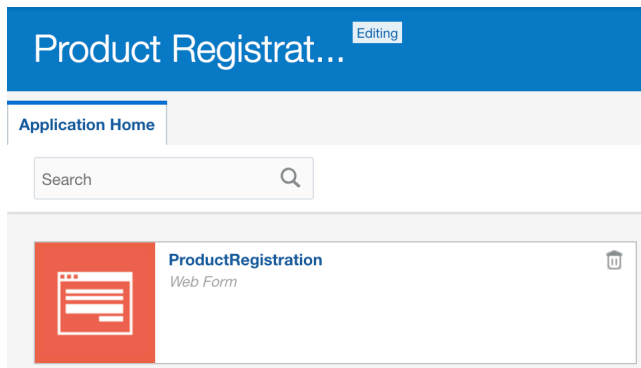 Product Registrat...
Editing
Application Home
Search
ProductRegistration
Web Form